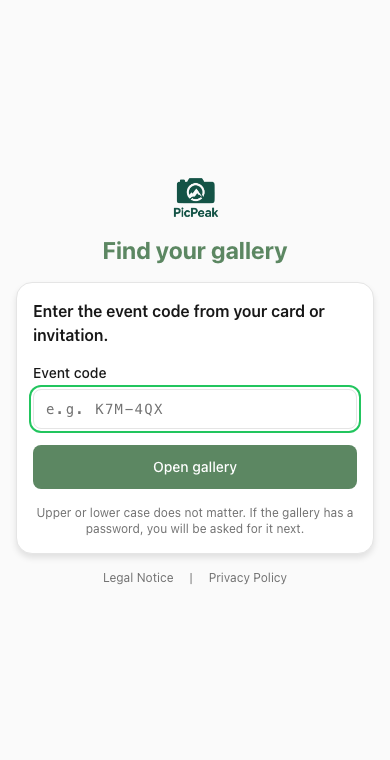 PicPeak
Find your gallery
Enter the event code from your card or
invitation.
Event code
e.g. K7M-4QX
Open gallery
Upper or lower case does not matter. If the gallery has a
password, you will be asked for it next.
Legal Notice | Privacy Policy